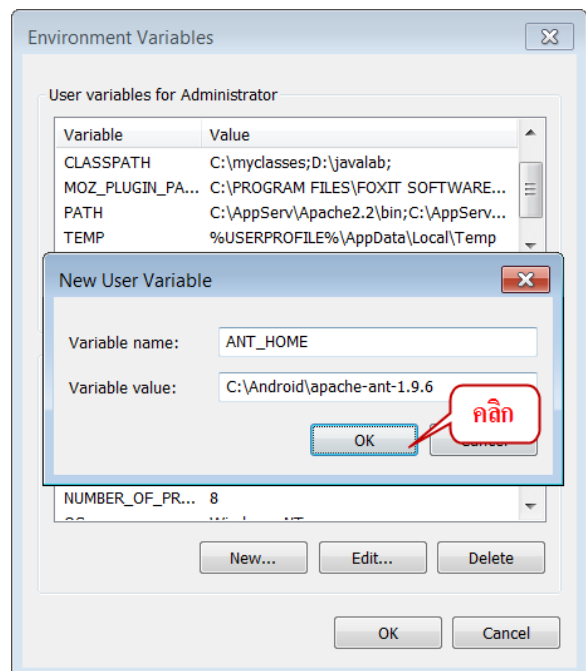 Environment Variables
User variables for Administrator
Variable Value
CLASSPATH C:\myclasses;D:\javalab;
MOZ_PLUGIN_PA... C:\PROGRAM FILES\FOXIT SOFTWARE...
PATH C:\AppServ\Apache2.2\bin;C:\AppServ...
TEMP %USERPROFILE%\AppData\Local\Temp
New User Variable
Variable name: ANT_HOME
Variable value: C:\Android\apache-ant-1.9.6
คลิก
OK
NUMBER_OF_PR... 8
New... Edit... Delete
OK Cancel